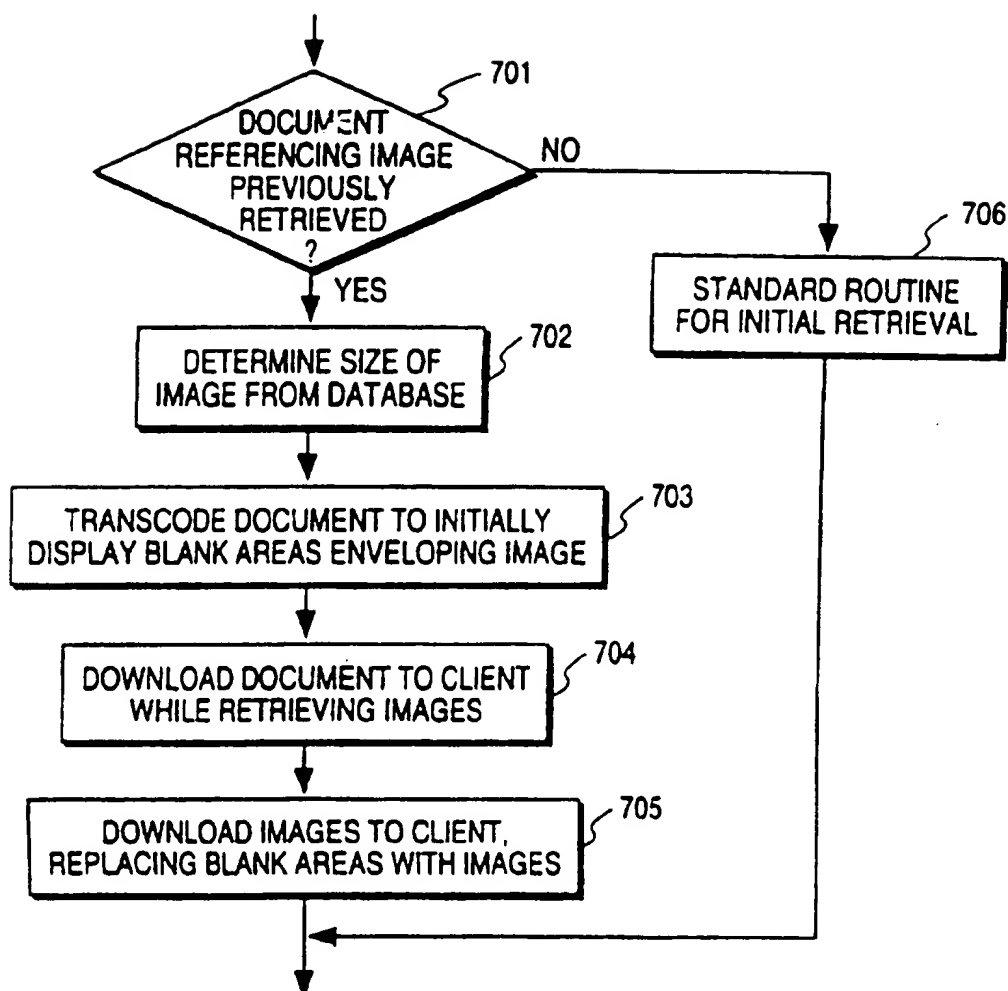 701
DOCUMENT
REFERENCING IMAGE
PREVIOUSLY
RETRIEVED
?
NO
YES
706
STANDARD ROUTINE
FOR INITIAL RETRIEVAL
702
DETERMINE SIZE OF
IMAGE FROM DATABASE
703
TRANSCODE DOCUMENT TO INITIALLY
DISPLAY BLANK AREAS ENVELOPING IMAGE
704
DOWNLOAD DOCUMENT TO CLIENT
WHILE RETRIEVING IMAGES
705
DOWNLOAD IMAGES TO CLIENT,
REPLACING BLANK AREAS WITH IMAGES